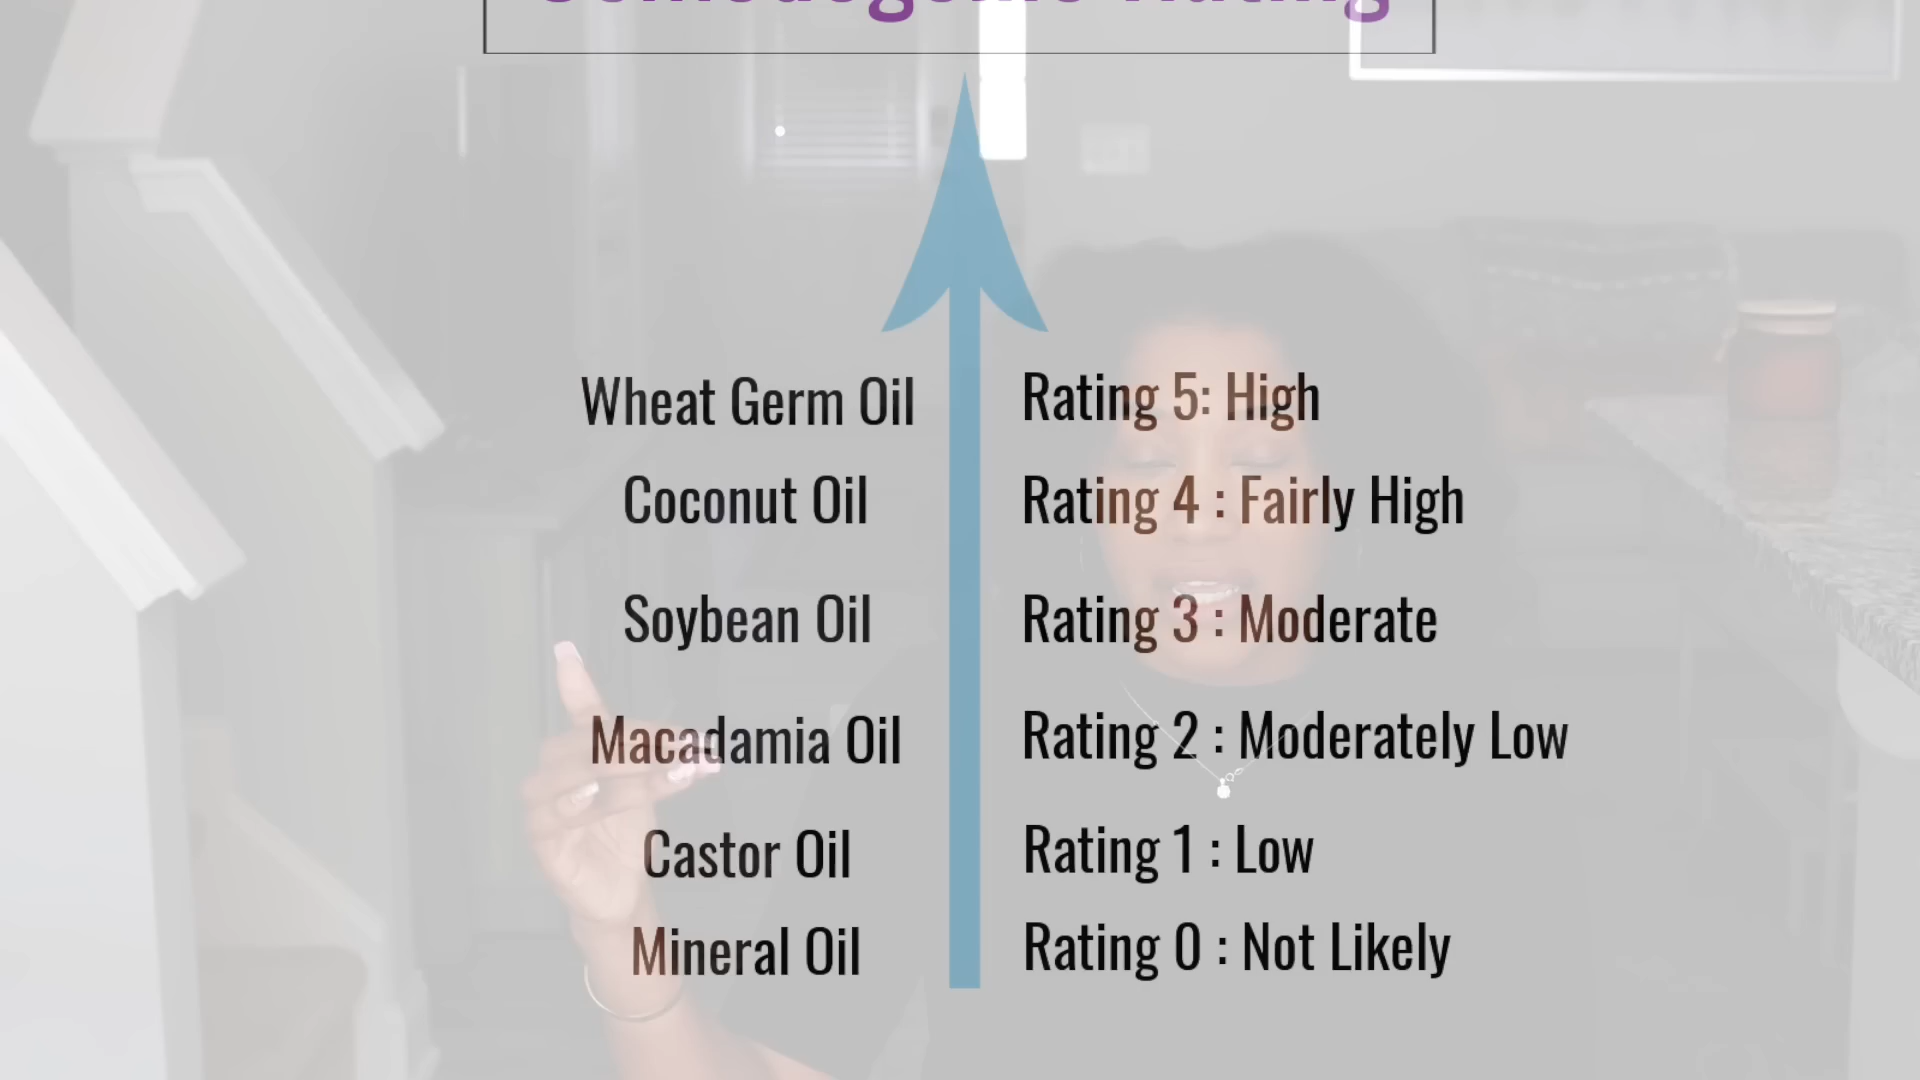 Rating
Wheat Germ Oil Rating 5: High
Coconut Oil Rating 4 : Fairly High
Soybean Oil Rating 3 : Moderate
Macadamia Oil Rating 2 : Moderately Low
Castor Oil Rating 1 : Low
Mineral Oil Rating 0 : Not Likely